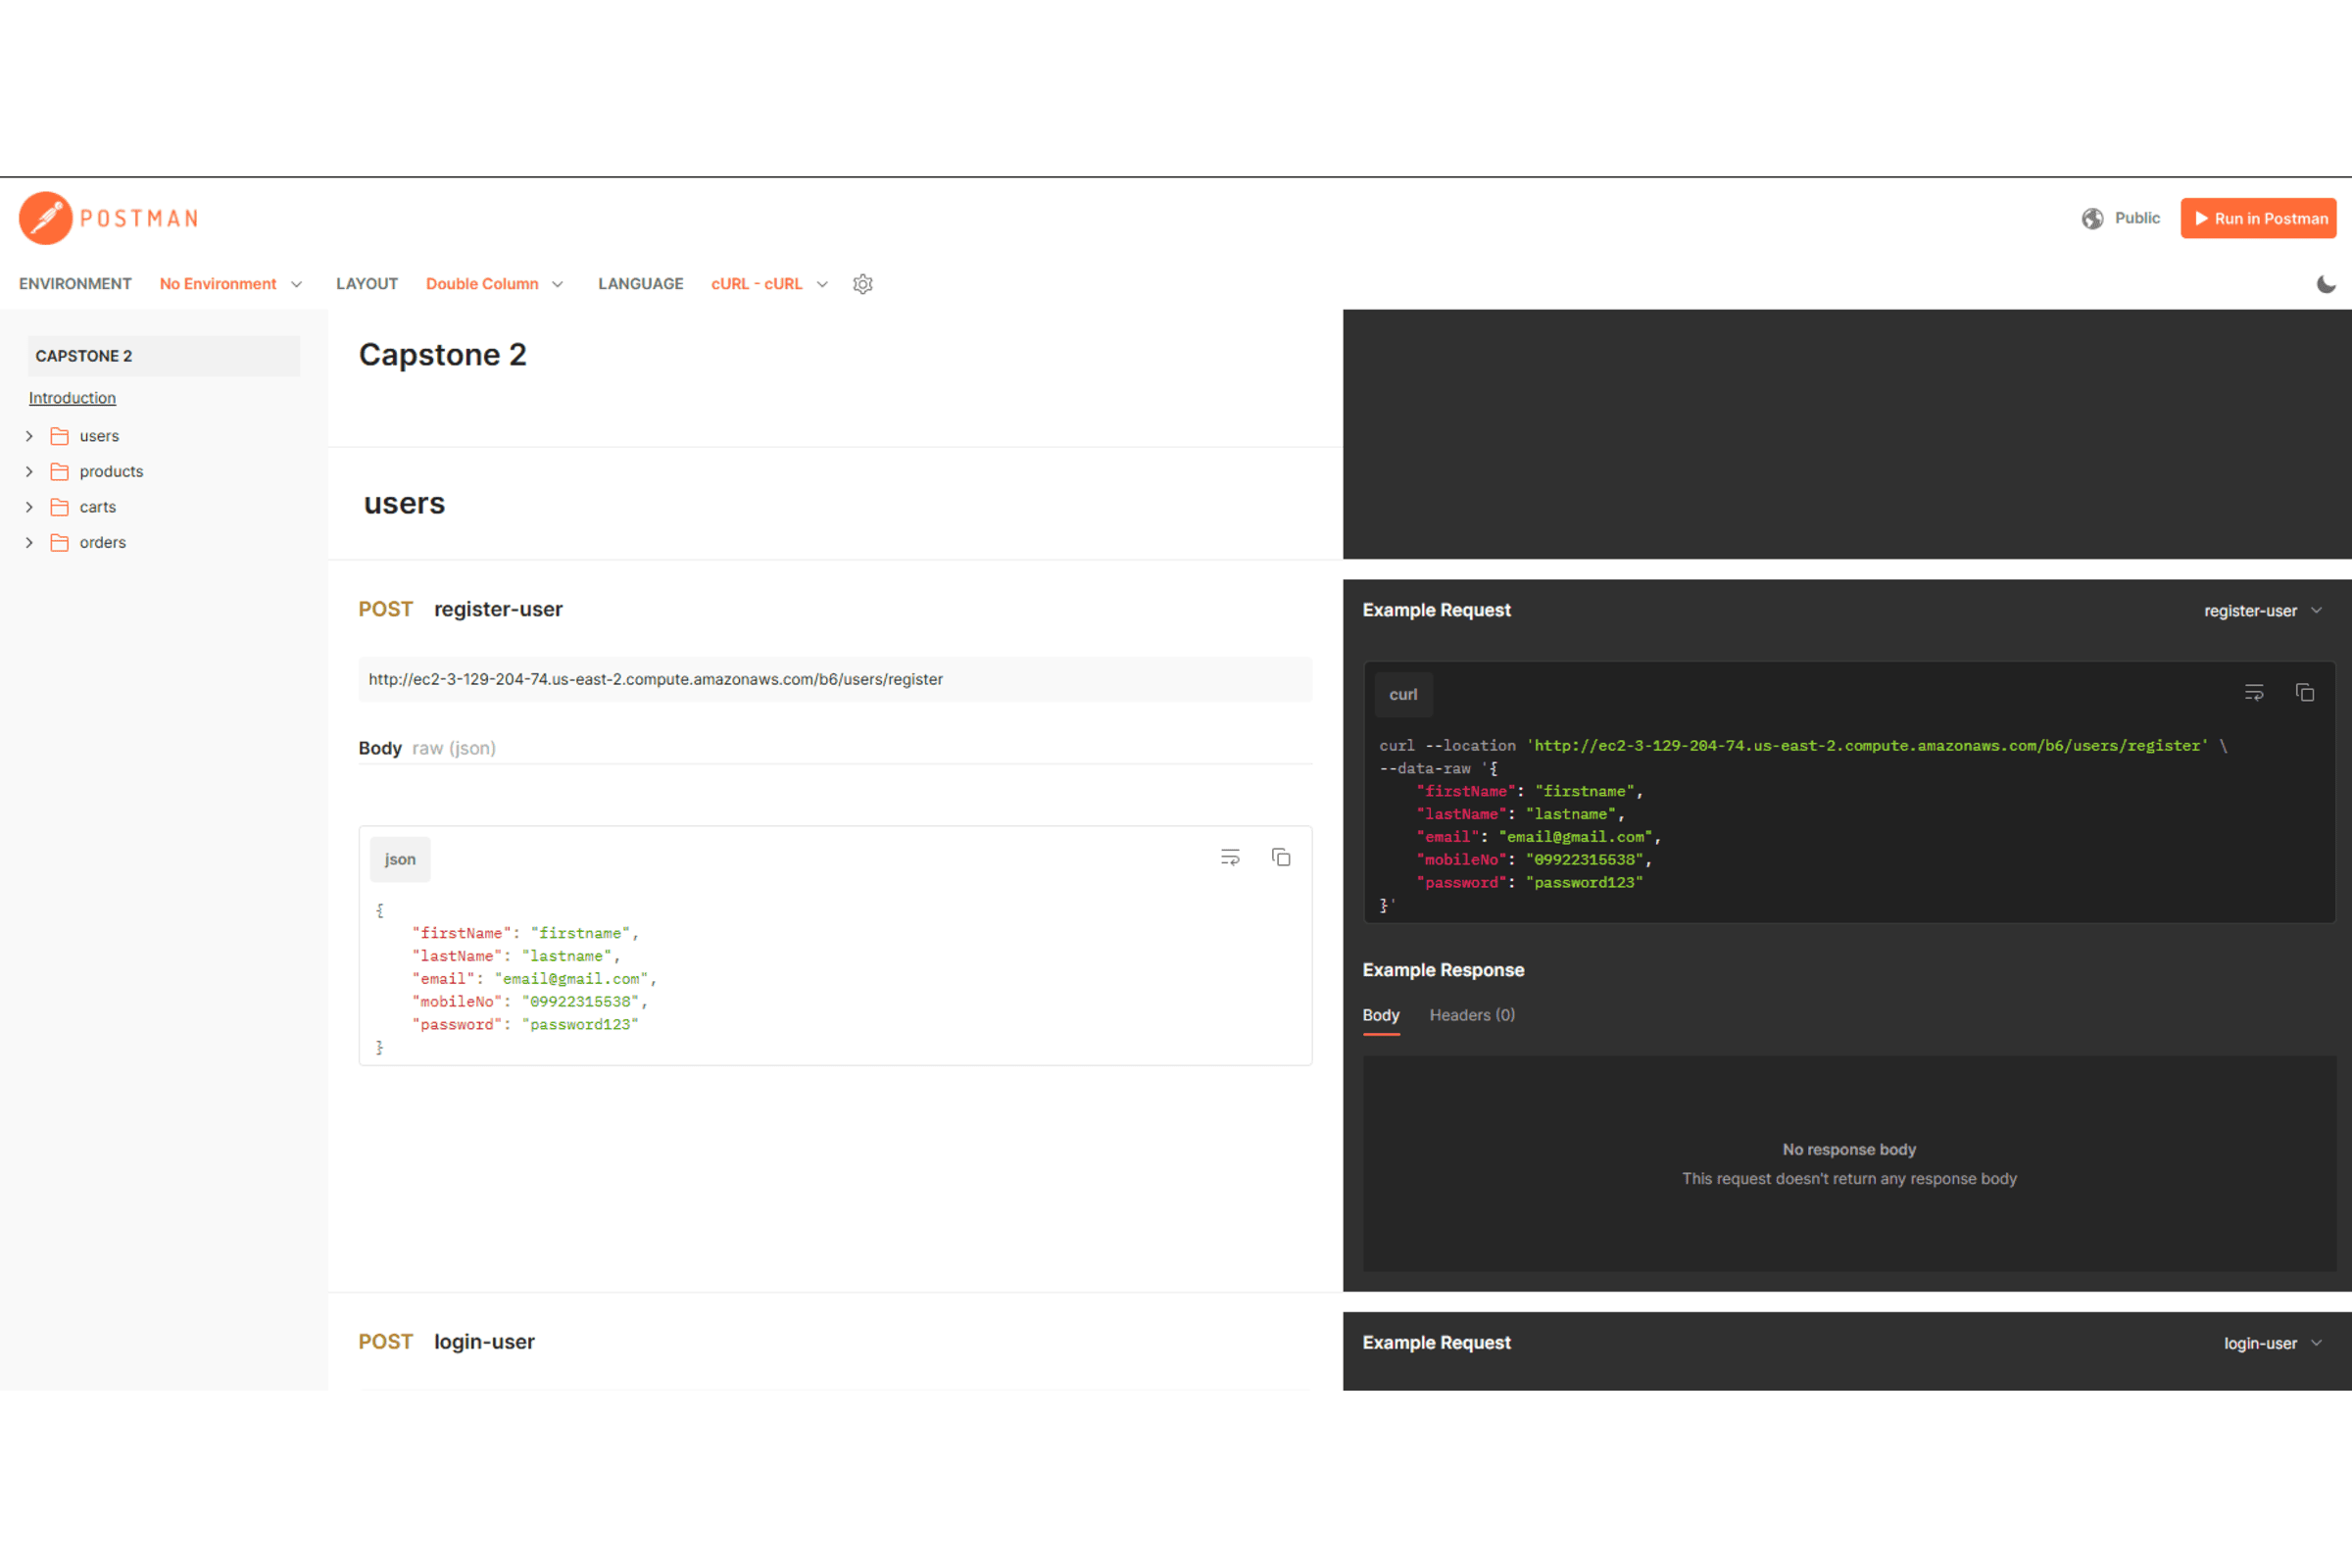 POSTMAN
Public
Run in Postman
ENVIRONMENT No Environment LAYOUT Double Column LANGUAGE cURL - cURL
CAPSTONE 2
Introduction
users
products
carts
orders
Capstone 2
users
POST register-user
http://ec2-3-129-204-74.us-east-2.compute.amazonaws.com/b6/users/register
Body raw (json)
json
{
"firstName": "firstname",
"lastName": "lastname",
"email": "email@gmail.com",
"mobileNo": "09922315538",
"password": "password123"
}
Example Request
register-user
curl
curl --location 'http://ec2-3-129-204-74.us-east-2.compute.amazonaws.com/b6/users/register' \
--data-raw '{
"firstName": "firstname",
"lastName": "lastname",
"email": "email@gmail.com",
"mobileNo": "09922315538",
"password": "password123"
}'
Example Response
Body Headers (0)
No response body
This request doesn't return any response body
POST login-user
Example Request
login-user